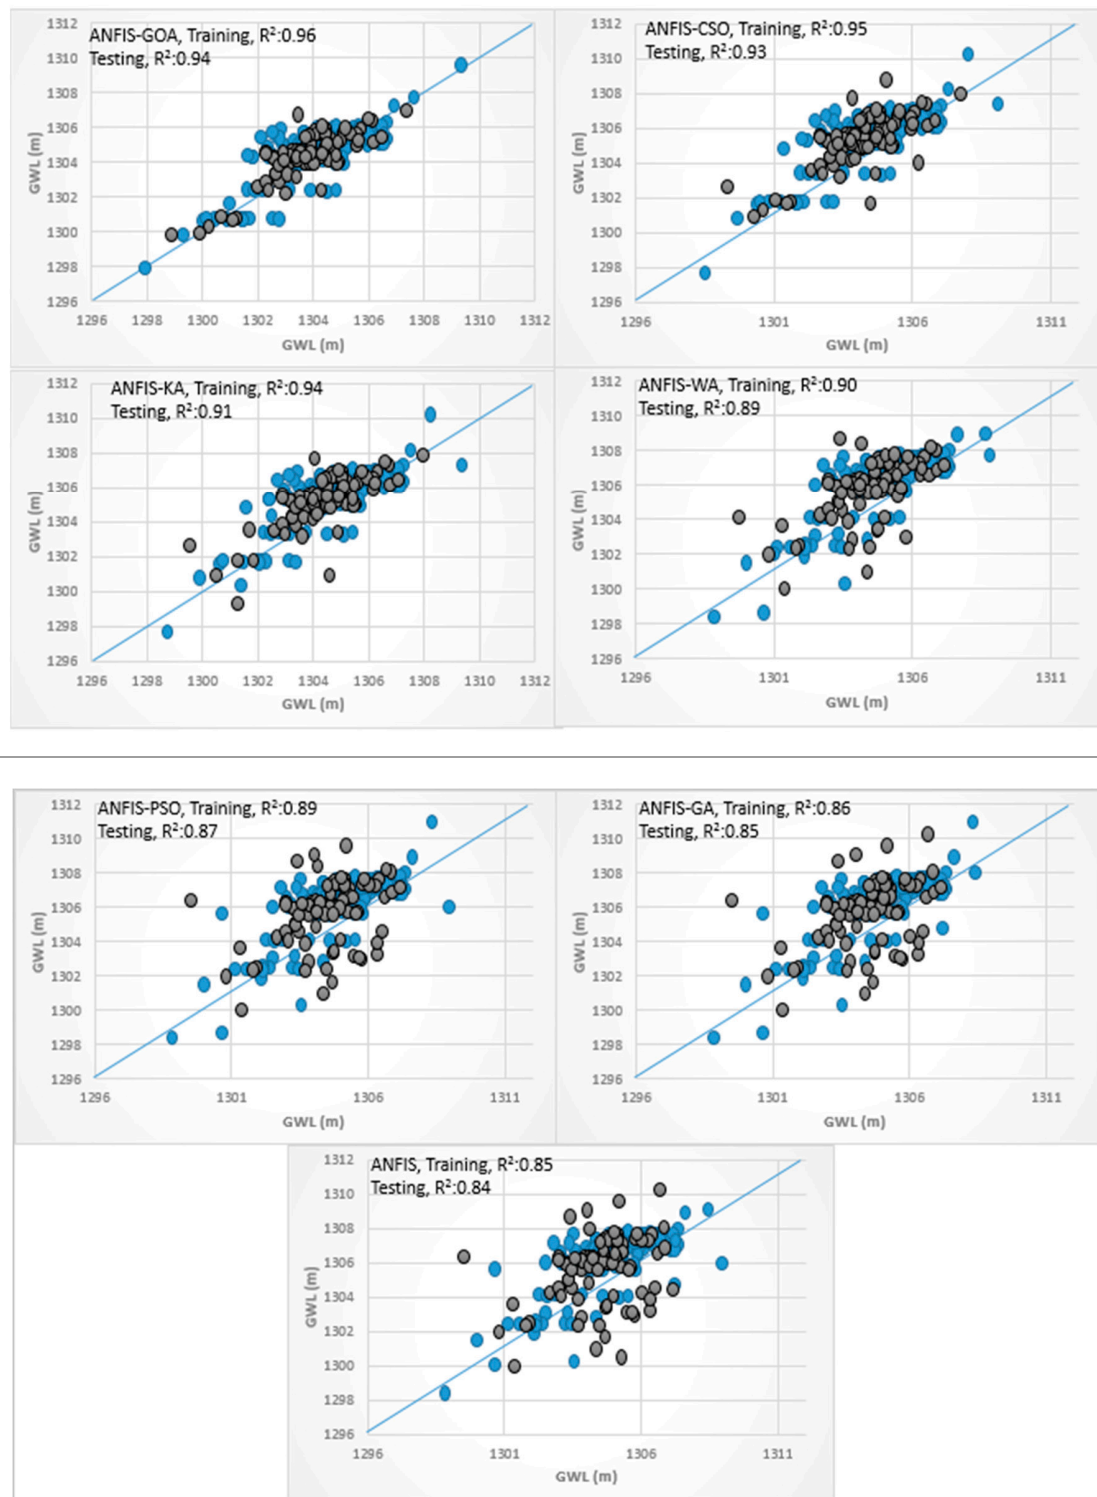 ANFIS-GOA, Training, R²:0.96
Testing, R²:0.94
1312
1310
1308
1306
1304
1302
1300
1298
1296
GWL (m)
1296 1298 1300 1302 1304 1306 1308 1310 1312
GWL (m)
ANFIS-CSO, Training, R²:0.95
Testing, R²:0.93
1312
1310
1308
1306
1304
1302
1300
1298
1296
GWL (m)
1296 1301 1306 1311
GWL (m)
ANFIS-KA, Training, R²:0.94
Testing, R²:0.91
1312
1310
1308
1306
1304
1302
1300
1298
1296
GWL (m)
1296 1298 1300 1302 1304 1306 1308 1310 1312
GWL (m)
ANFIS-WA, Training, R²:0.90
Testing, R²:0.89
1312
1310
1308
1306
1304
1302
1300
1298
1296
GWL (m)
1296 1301 1306 1311
GWL (m)
ANFIS-PSO, Training, R²:0.89
Testing, R²:0.87
1312
1310
1308
1306
1304
1302
1300
1298
1296
GWL (m)
1296 1301 1306 1311
GWL (m)
ANFIS-GA, Training, R²:0.86
Testing, R²:0.85
1312
1310
1308
1306
1304
1302
1300
1298
1296
GWL (m)
1296 1301 1306 1311
GWL (m)
ANFIS, Training, R²:0.85
Testing, R²:0.84
1312
1310
1308
1306
1304
1302
1300
1298
1296
GWL (m)
1296 1301 1306 1311
GWL (m)